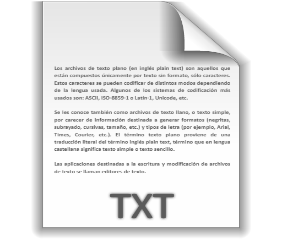 Los archivos de texto plano (en inglés plain text) son aquellos que
están compuestos únicamente por texto sin formato, sólo caracteres.
Estos caracteres se pueden codificar de distintos modos dependiendo
de la lengua usada. Algunos de los sistemas de codificación más
usados son: ASCII, ISO-8859-1 o Latin-1, Unicode, etc.
Se les conoce también como archivos de texto llano, o texto simple,
por carecer de información destinada a generar formatos (negritas,
subrayado, cursivas, tamaño, etc.) y tipos de letra (por ejemplo, Arial,
Times, Courier, etc.). El término texto plano proviene de una
traducción literal del término inglés plain text, término que en lengua
castellana significa texto simple o texto sencillo.
Las aplicaciones destinadas a la escritura y modificación de archivos
de texto se llaman editores de texto.
TXT